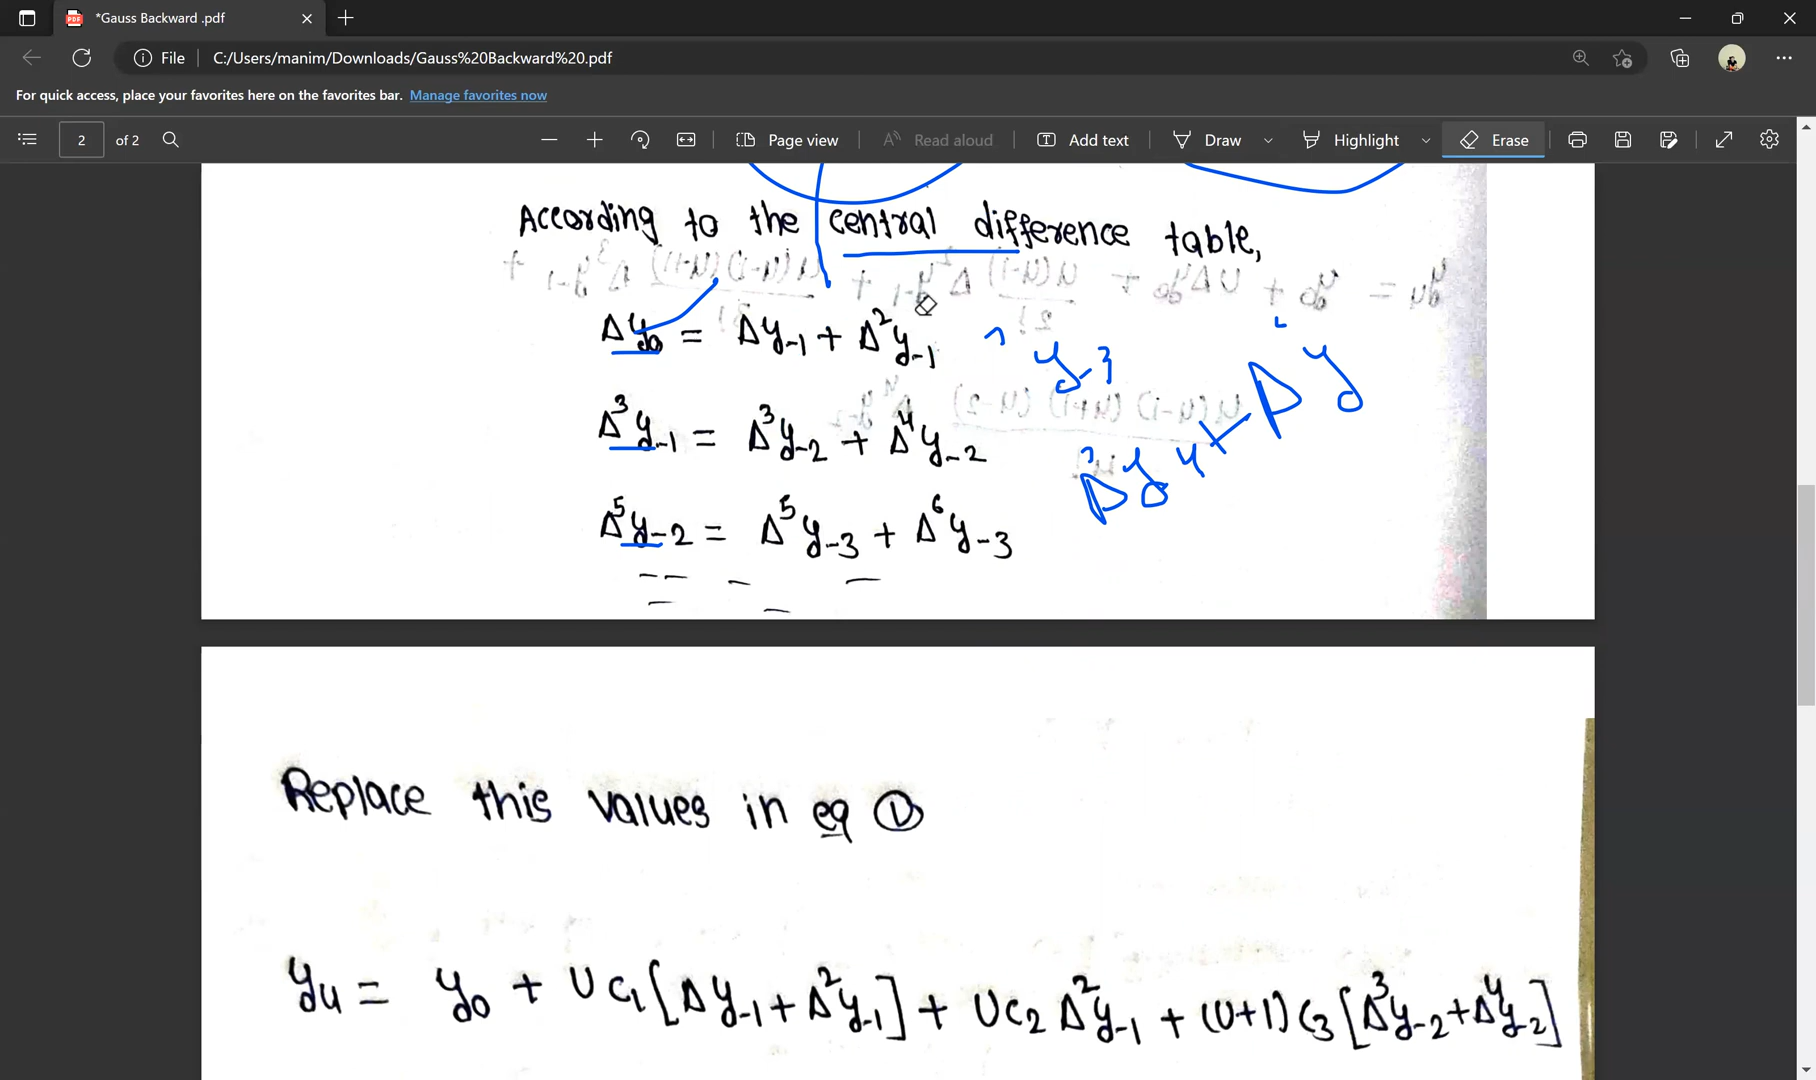 *Gauss Backward .pdf
File C:/Users/manim/Downloads/Gauss%20Backward%20.pdf
For quick access, place your favorites here on the favorites bar. Manage favorites now
2 of 2 Page view Read aloud Add text Draw Highlight Erase
According to the central difference table,
Δy₀ = Δy₋₁ + Δ²y₋₁
y-3
Δ y
Δ³y₋₁ = Δ³y₋₂ + Δ⁴y₋₂
Δ⁵y₋₂ = Δ⁵y₋₃ + Δ⁶y₋₃
Replace this values in eq ①
yu = y₀ + UC₁[Δy₋₁ + Δ²y₋₁] + UC₂ Δ²y₋₁ + (U+1)C₃[Δ³y₋₂+Δ⁴y₋₂]